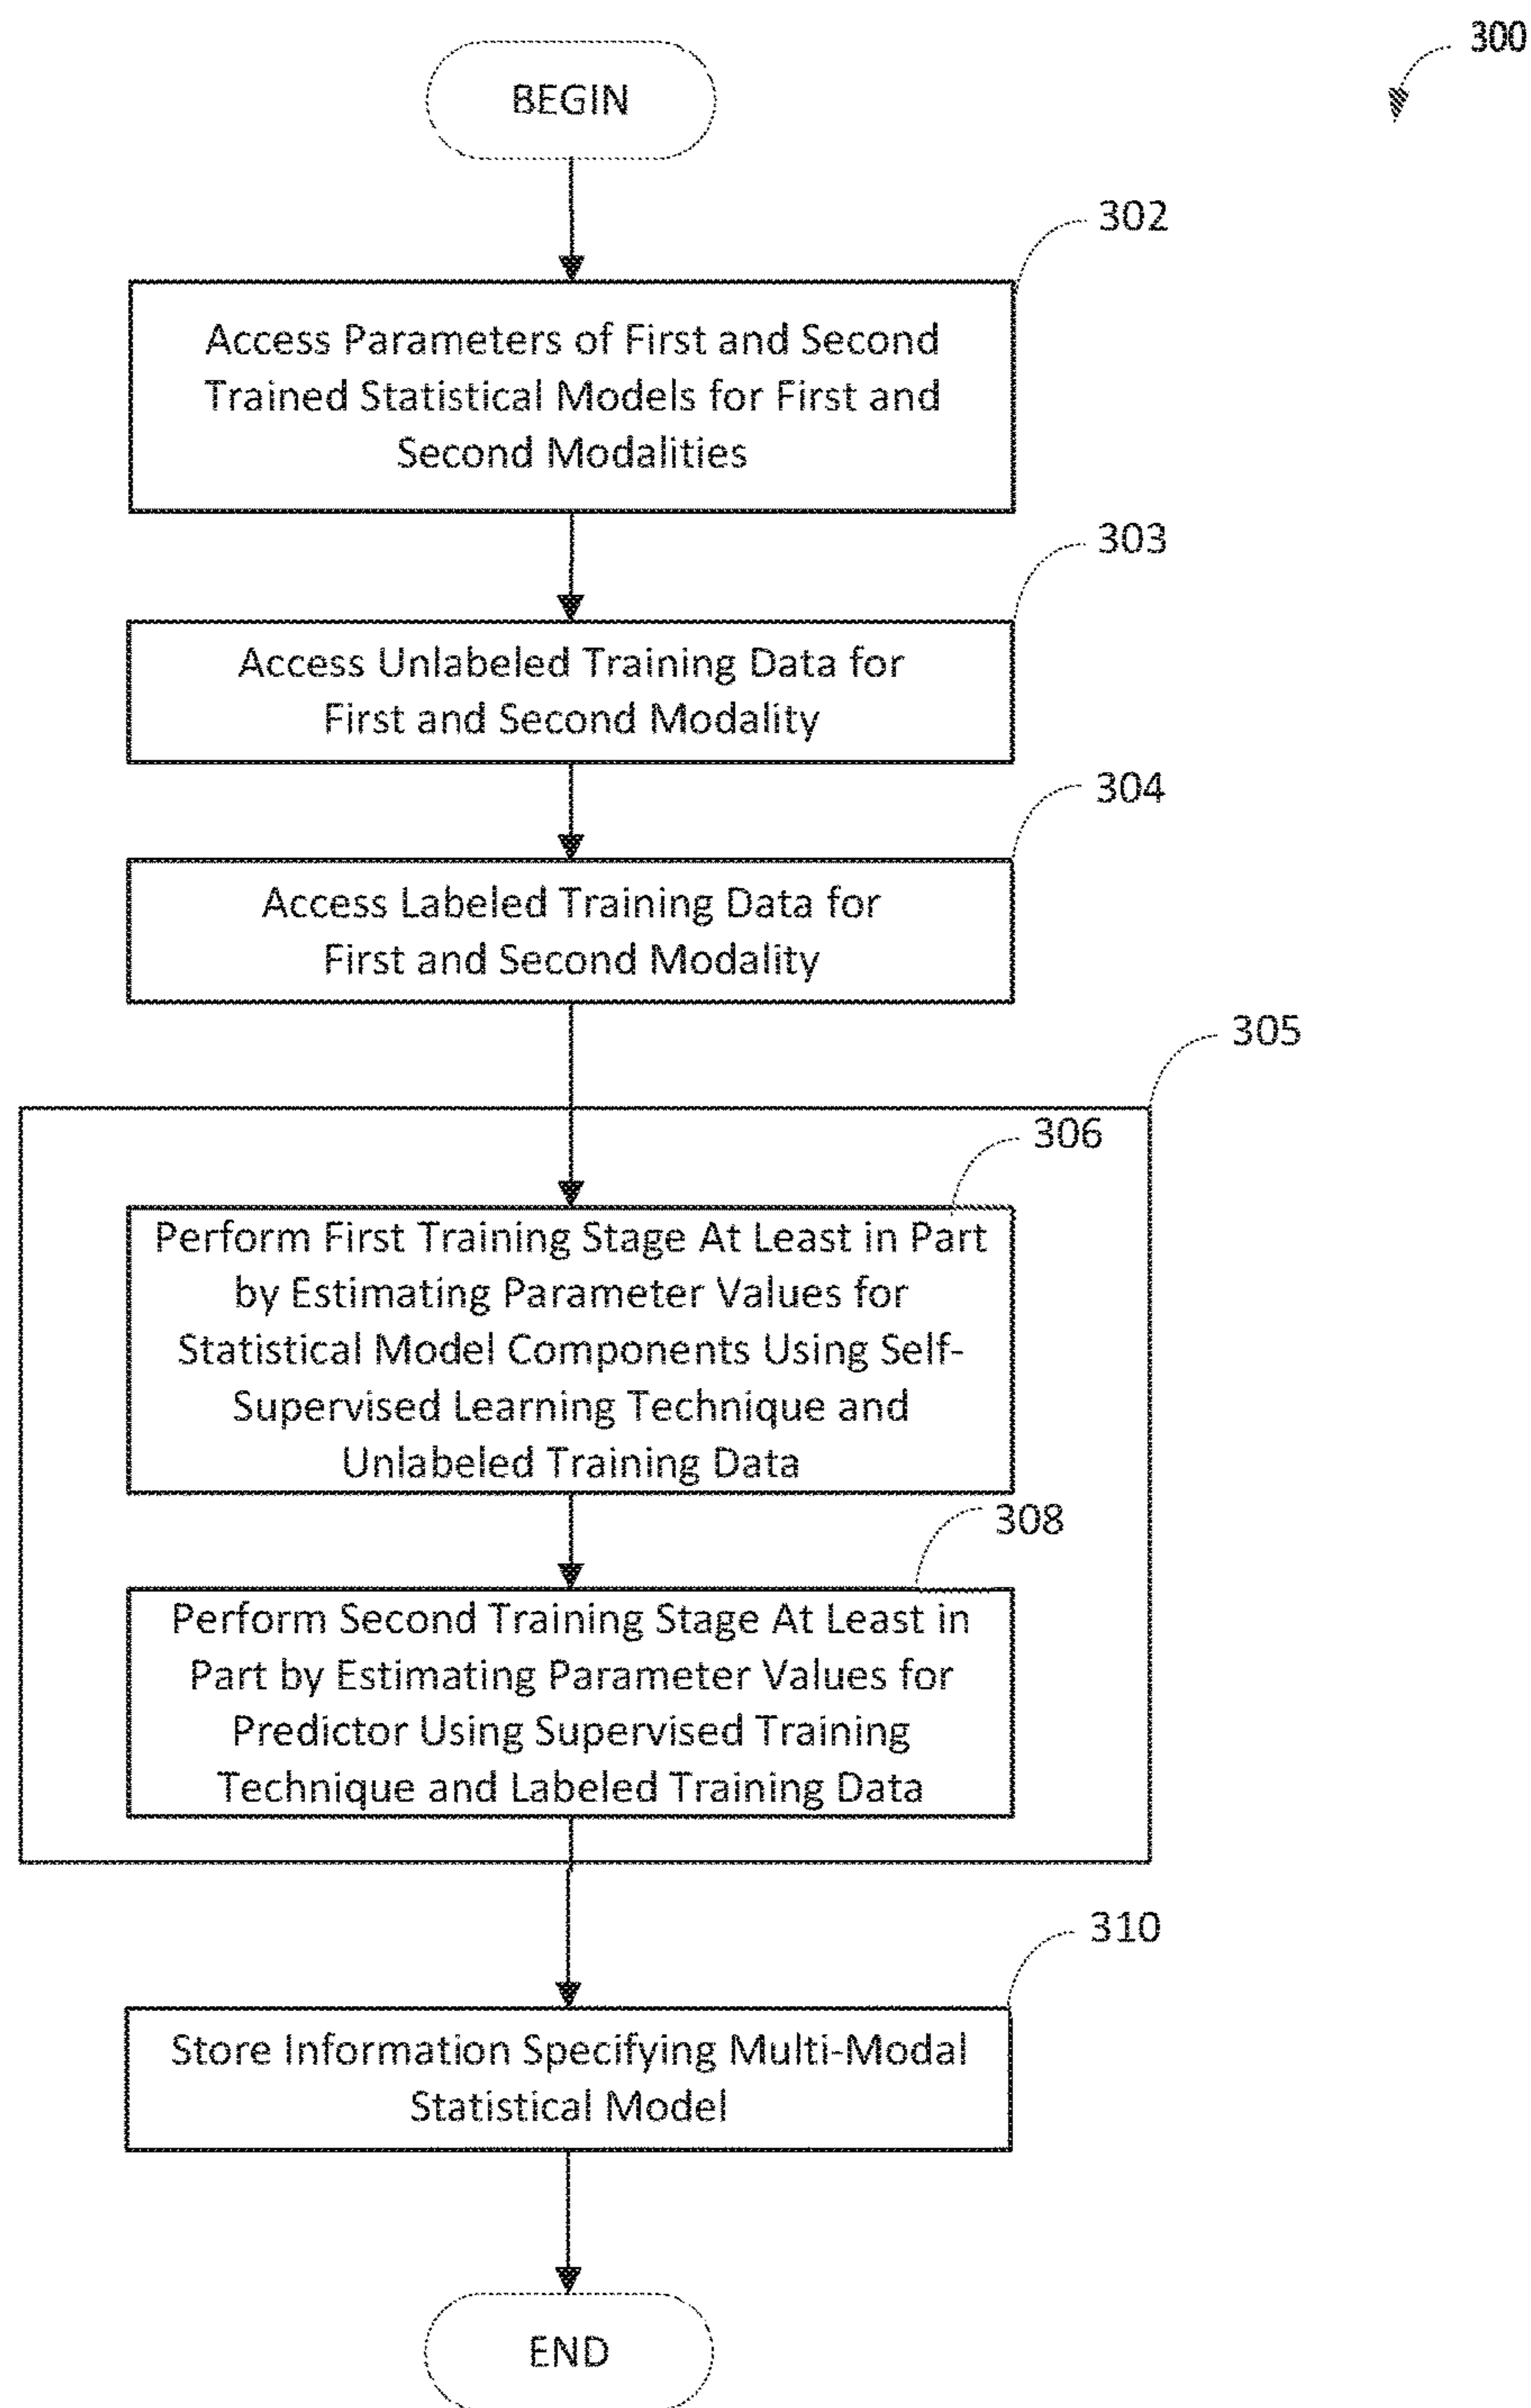 300
BEGIN
302
Access Parameters of First and Second
Trained Statistical Models for First and
Second Modalities
303
Access Unlabeled Training Data for
First and Second Modality
304
Access Labeled Training Data for
First and Second Modality
305
306
Perform First Training Stage At Least in Part
by Estimating Parameter Values for
Statistical Model Components Using Self-
Supervised Learning Technique and
Unlabeled Training Data
308
Perform Second Training Stage At Least in
Part by Estimating Parameter Values for
Predictor Using Supervised Training
Technique and Labeled Training Data
310
Store Information Specifying Multi-Modal
Statistical Model
END